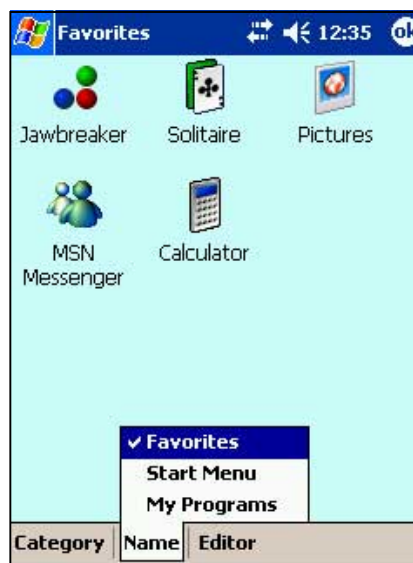 Favorites 12:35 ok
Jawbreaker Solitaire Pictures
MSN Calculator
Messenger
Favorites
Start Menu
My Programs
Category Name Editor